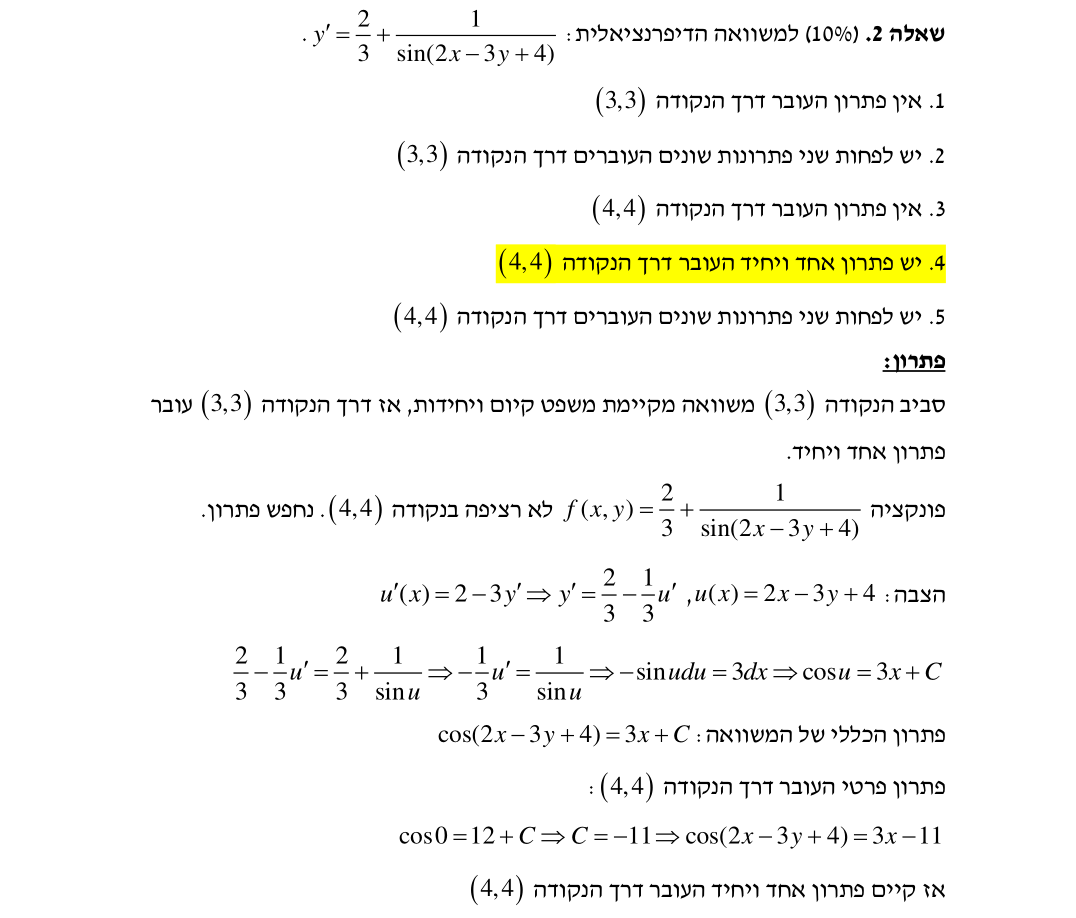 שאלה 2. (10%) למשוואה הדיפרנציאלית: y′ = 2/3 + 1/sin(2x − 3y + 4) .
1. אין פתרון העובר דרך הנקודה (3,3)
2. יש לפחות שני פתרונות שונים העוברים דרך הנקודה (3,3)
3. אין פתרון העובר דרך הנקודה (4,4)
4. יש פתרון אחד ויחיד העובר דרך הנקודה (4,4)
5. יש לפחות שני פתרונות שונים העוברים דרך הנקודה (4,4)
פתרון:
סביב הנקודה (3,3) משוואה מקיימת משפט קיום ויחידות, אז דרך הנקודה (3,3) עובר
פתרון אחד ויחיד.
פונקציה f(x, y) = 2/3 + 1/sin(2x − 3y + 4) לא רציפה בנקודה (4,4). נחפש פתרון.
הצבה: u(x) = 2x − 3y + 4, u′(x) = 2 − 3y′ ⇒ y′ = 2/3 − 1/3 u′
2/3 − 1/3 u′ = 2/3 + 1/sin u ⇒ −1/3 u′ = 1/sin u ⇒ − sin udu = 3dx ⇒ cos u = 3x + C
פתרון הכללי של המשוואה: cos(2x − 3y + 4) = 3x + C
פתרון פרטי העובר דרך הנקודה (4,4):
cos 0 = 12 + C ⇒ C = −11 ⇒ cos(2x − 3y + 4) = 3x − 11
אז קיים פתרון אחד ויחיד העובר דרך הנקודה (4,4)